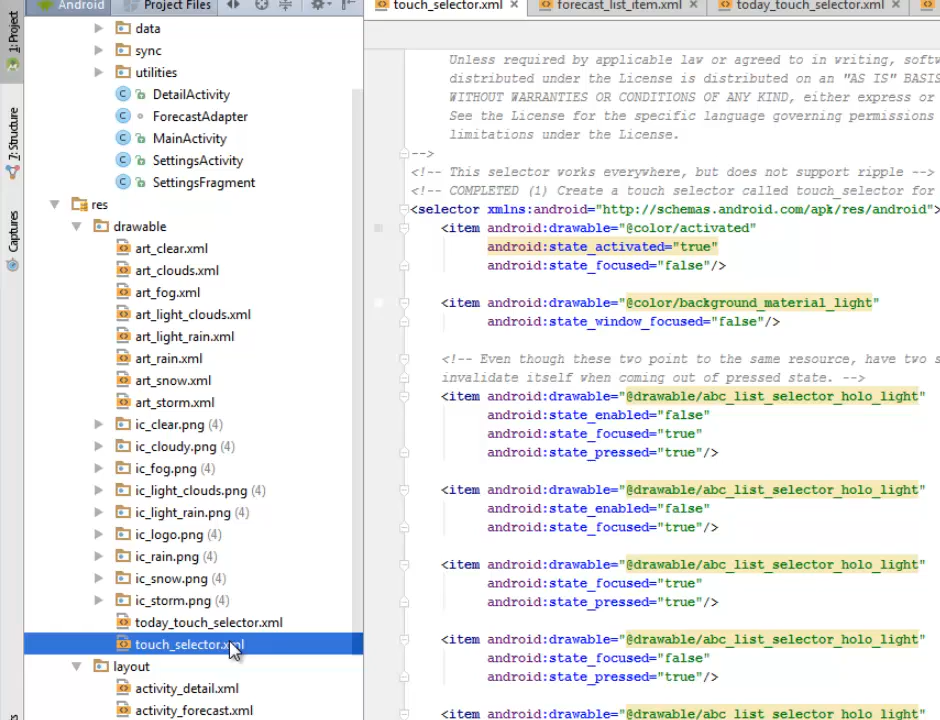 Android
Project Files
1: Project
7: Structure
Captures
data
sync
utilities
DetailActivity
ForecastAdapter
MainActivity
SettingsActivity
SettingsFragment
res
drawable
art_clear.xml
art_clouds.xml
art_fog.xml
art_light_clouds.xml
art_light_rain.xml
art_rain.xml
art_snow.xml
art_storm.xml
ic_clear.png (4)
ic_cloudy.png (4)
ic_fog.png (4)
ic_light_clouds.png (4)
ic_light_rain.png (4)
ic_logo.png (4)
ic_rain.png (4)
ic_snow.png (4)
ic_storm.png (4)
today_touch_selector.xml
touch_selector.xml
layout
activity_detail.xml
activity_forecast.xml
touch_selector.xml
forecast_list_item.xml
today_touch_selector.xml
Unless required by applicable law or agreed to in writing, softw
distributed under the License is distributed on an "AS IS" BASIS
WITHOUT WARRANTIES OR CONDITIONS OF ANY KIND, either express or
See the License for the specific language governing permissions
limitations under the License.
-->
<!-- This selector works everywhere, but does not support ripple -->
<!-- COMPLETED (1) Create a touch selector called touch_selector for
<selector xmlns:android="http://schemas.android.com/apk/res/android">
<item android:drawable="@color/activated"
android:state_activated="true"
android:state_focused="false"/>
<item android:drawable="@color/background_material_light"
android:state_window_focused="false"/>
<!-- Even though these two point to the same resource, have two s
invalidate itself when coming out of pressed state. -->
<item android:drawable="@drawable/abc_list_selector_holo_light"
android:state_enabled="false"
android:state_focused="true"
android:state_pressed="true"/>
<item android:drawable="@drawable/abc_list_selector_holo_light"
android:state_enabled="false"
android:state_focused="true"/>
<item android:drawable="@drawable/abc_list_selector_holo_light"
android:state_focused="true"
android:state_pressed="true"/>
<item android:drawable="@drawable/abc_list_selector_holo_light"
android:state_focused="false"
android:state_pressed="true"/>
<item android:drawable="@drawable/abc_list_selector_holo_light"